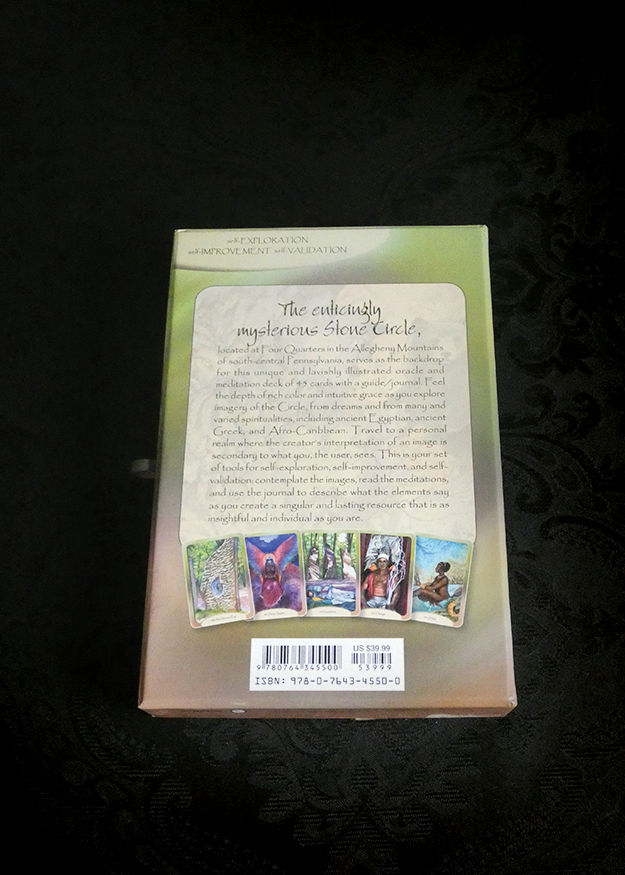 self-EXPLORATION
self-IMPROVEMENT self-VALIDATION
The enticingly
mysterious Stone Circle,
located at Four Quarters in the Allegheny Mountains
of south-central Pennsylvania, serves as the backdrop
for this unique and lavishly illustrated oracle and
meditation deck of 45 cards with a guide/journal. Feel
the depth of rich color and intuitive grace as you explore
imagery of the Circle, from dreams and from many and
varied spiritualities, including ancient Egyptian, ancient
Greek, and Afro-Caribbean. Travel to a personal
realm where the creator's interpretation of an image is
secondary to what you, the user, sees. This is your set
of tools for self-exploration, self-improvement, and self-
validation: contemplate the images, read the meditations,
and use the journal to describe what the elements say
as you create a singular and lasting resource that is as
insightful and individual as you are.
US $39.99
9 780764 345500
53999
ISBN: 978-0-7643-4550-0